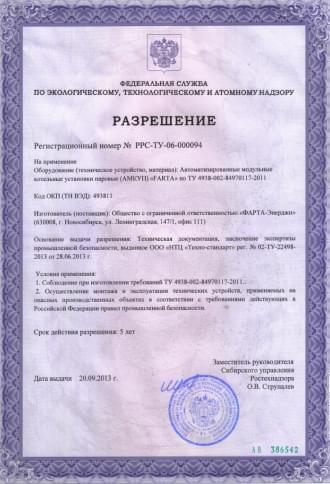 ФЕДЕРАЛЬНАЯ СЛУЖБА
ПО ЭКОЛОГИЧЕСКОМУ, ТЕХНОЛОГИЧЕСКОМУ И АТОМНОМУ НАДЗОРУ
РАЗРЕШЕНИЕ
Регистрационный номер № РРС-ТУ-06-000094
На применение
Оборудование (техническое устройство, материал): Автоматизированные модульные
котельные установки паровые (АМКУП) «FARTA» по ТУ 4938-002-84970117-2011
Код ОКП (ТН ВЭД): 493811
Изготовитель (поставщик): Общество с ограниченной ответственностью «ФАРТА-Энерджи»
(630008, г. Новосибирск, ул. Ленинградская, 147/1, офис 111)
Основание выдачи разрешения: Техническая документация, заключение экспертизы
промышленной безопасности, выданное ООО «НТЦ «Техно-стандарт» рег. № 02-ТУ-22498-
2013 от 28.06.2013 г.
Условия применения:
1. Соблюдение при изготовлении требований ТУ 4938-002-84970117-2011.
2. Осуществление монтажа и эксплуатации технических устройств, применяемых на
опасных производственных объектах в соответствии с требованиями действующих в
Российской Федерации правил промышленной безопасности.
Срок действия разрешения: 5 лет
Заместитель руководителя
Сибирского управления
Дата выдачи 20.09.2013 г. Ростехнадзора
О.В. Струпалев
АВ 386542